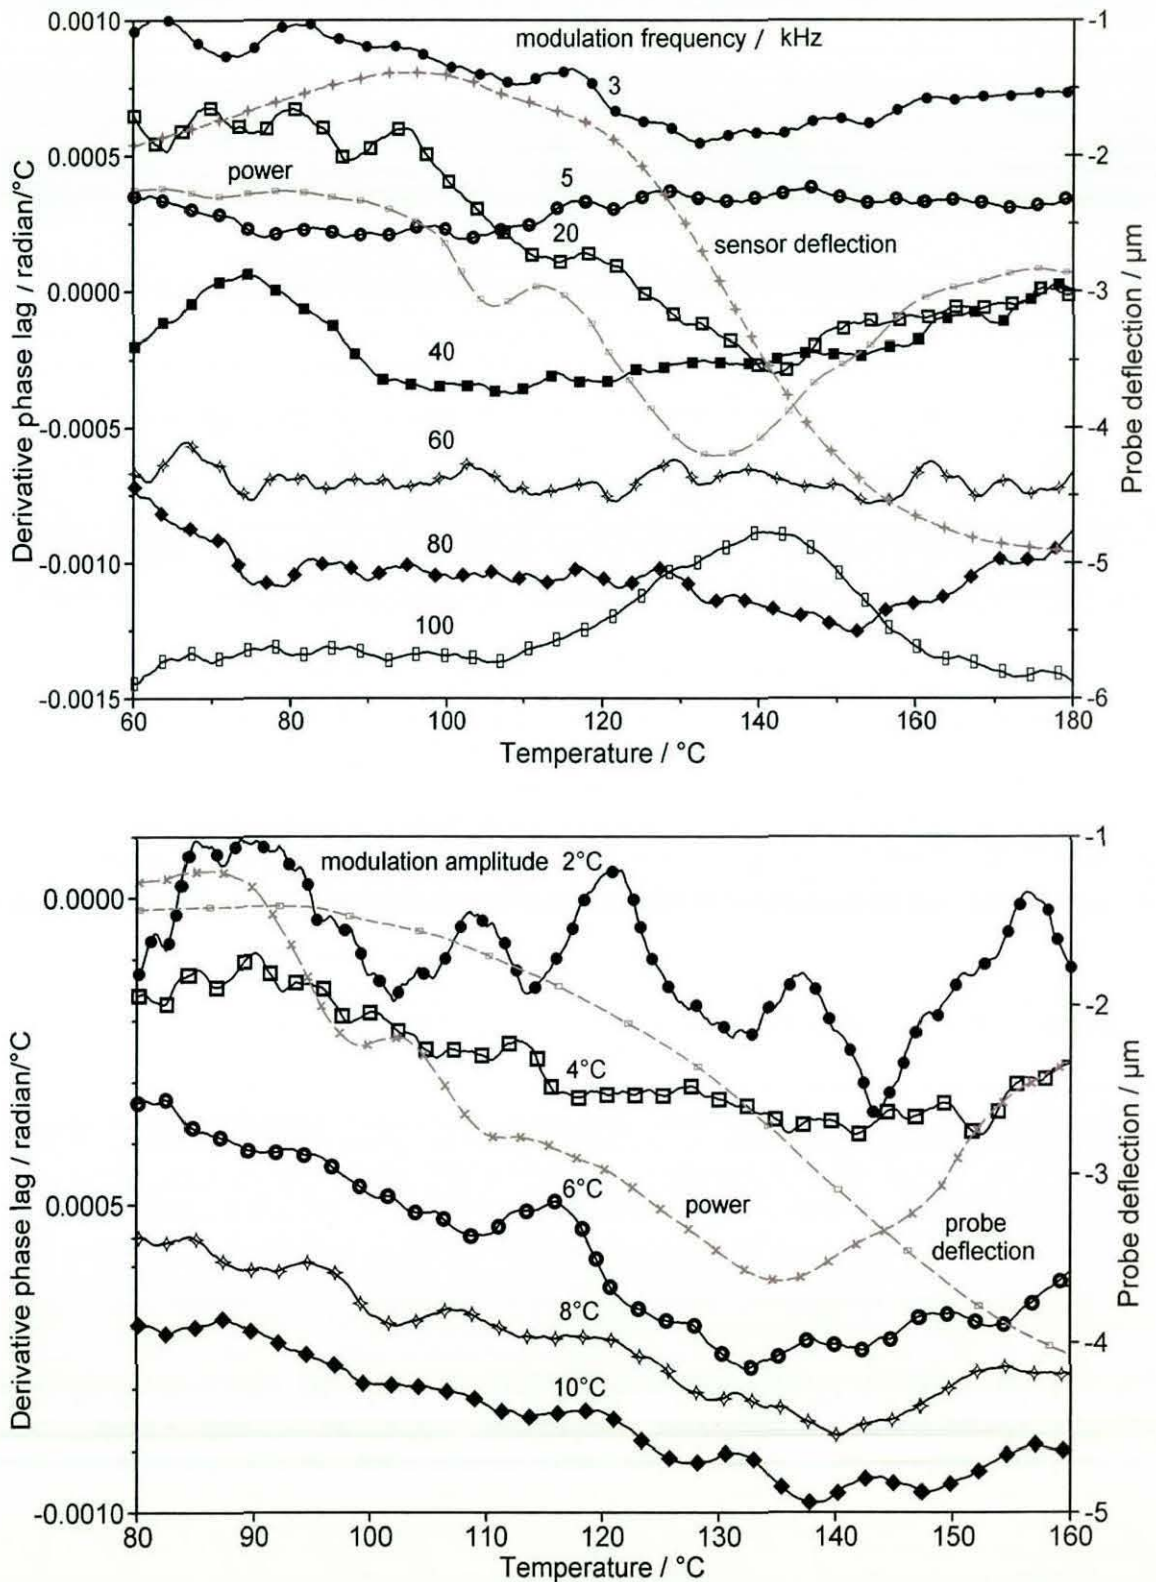 0.0010
0.0005
0.0000
-0.0005
-0.0010
-0.0015
Derivative phase lag / radian/°C
modulation frequency / kHz
3
power
5
20
sensor deflection
40
60
80
100
-1
-2
-3
-4
-5
-6
Probe deflection / µm
60 80 100 120 140 160 180
Temperature / °C
0.0000
0.0005
-0.0010
Derivative phase lag / radian/°C
modulation amplitude 2°C
4°C
6°C
power
probe
deflection
8°C
10°C
-1
-2
-3
-4
-5
Probe deflection / µm
80 90 100 110 120 130 140 150 160
Temperature / °C